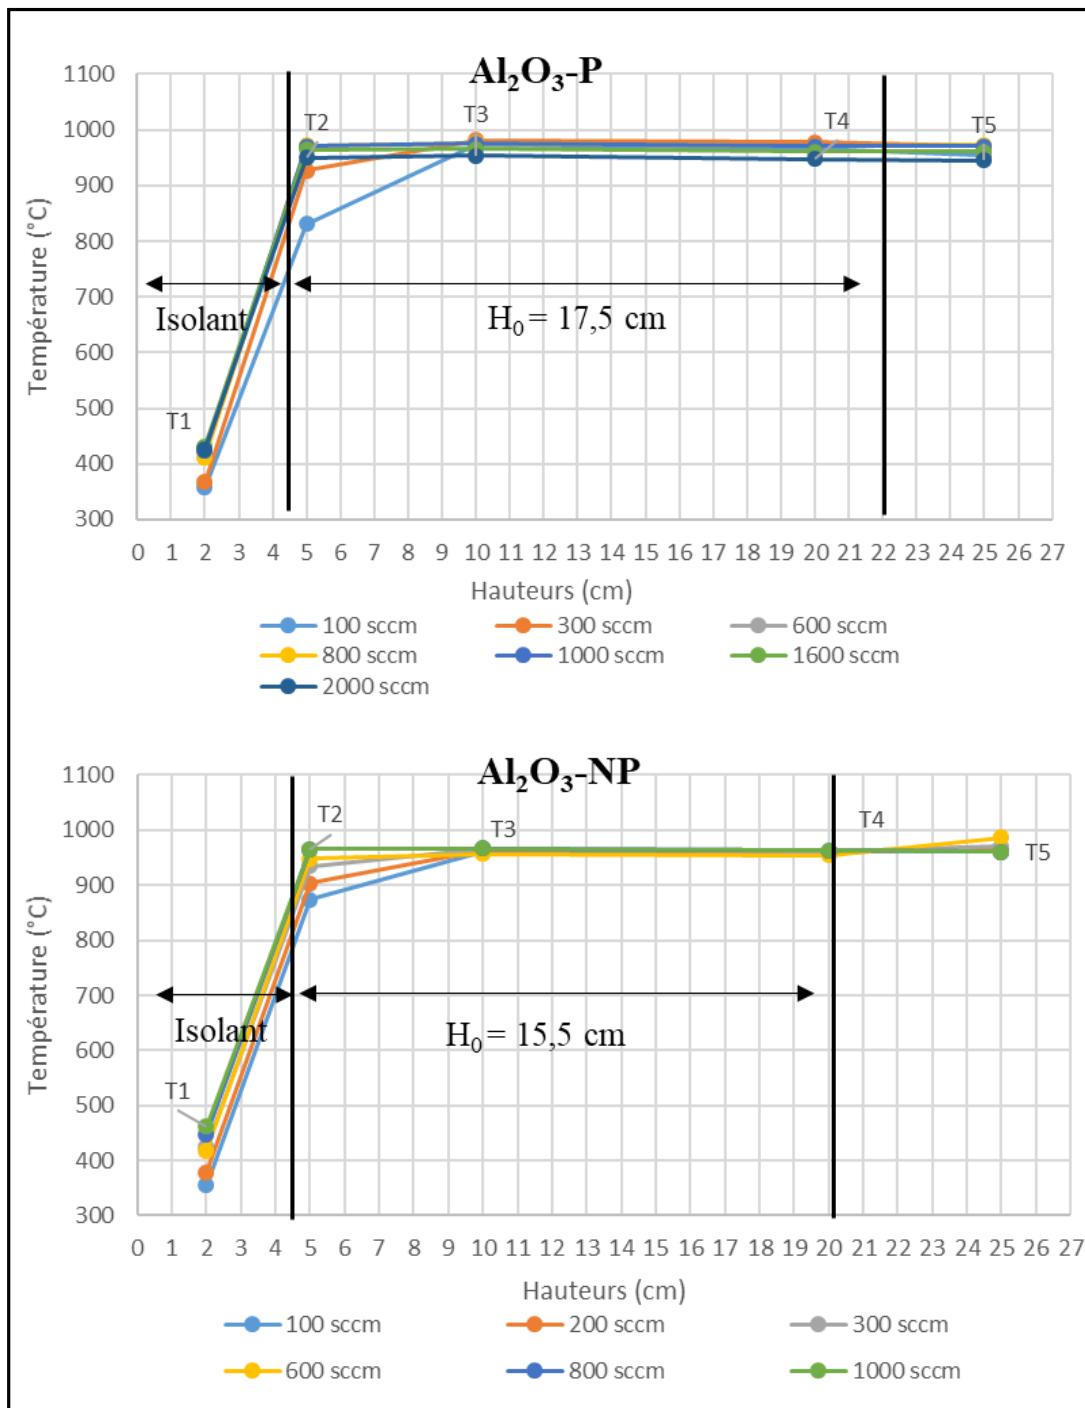 Al₂O₃-P
1100
1000
900
800
700
600
500
400
300
Température (°C)
T1
T2
T3
T4
T5
Isolant
H₀ = 17,5 cm
0 1 2 3 4 5 6 7 8 9 10 11 12 13 14 15 16 17 18 19 20 21 22 23 24 25 26 27
Hauteurs (cm)
100 sccm 300 sccm 600 sccm
800 sccm 1000 sccm 1600 sccm
2000 sccm
Al₂O₃-NP
1100
1000
900
800
700
600
500
400
300
Température (°C)
T1
T2
T3
T4
T5
Isolant
H₀ = 15,5 cm
0 1 2 3 4 5 6 7 8 9 10 11 12 13 14 15 16 17 18 19 20 21 22 23 24 25 26 27
Hauteurs (cm)
100 sccm 200 sccm 300 sccm
600 sccm 800 sccm 1000 sccm